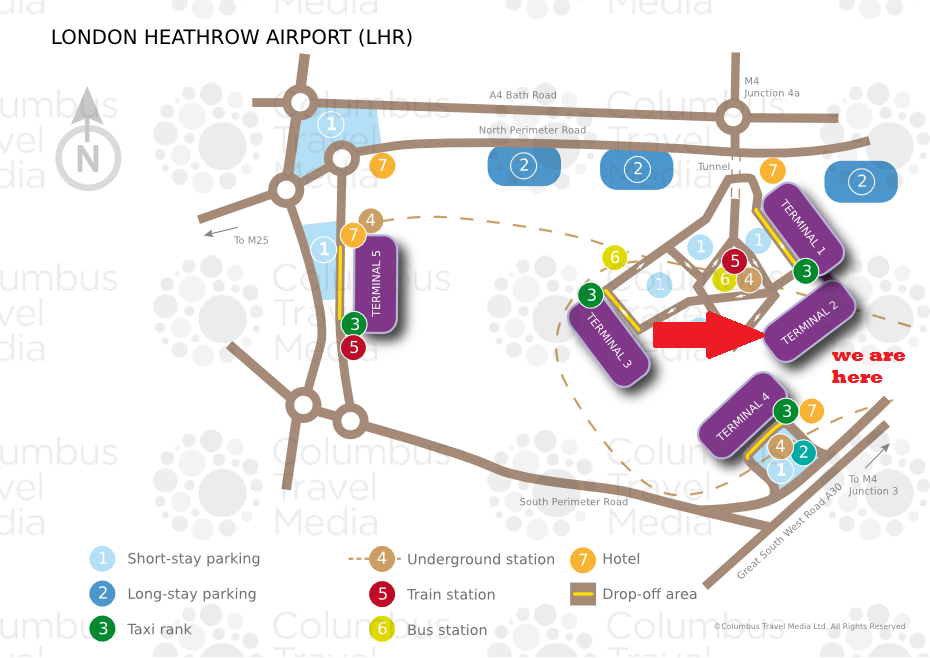 LONDON HEATHROW AIRPORT (LHR)
N
A4 Bath Road
M4
Junction 4a
North Perimeter Road
Tunnel
1
7
2
2
2
7
To M25
1
4
7
TERMINAL 5
3
5
6
1
1
1
5
6
4
TERMINAL 1
3
3
TERMINAL 3
TERMINAL 2
we are
here
TERMINAL 4
3
7
4
2
1
To M4
Junction 3
South Perimeter Road
Great South West Road A30
1 Short-stay parking
2 Long-stay parking
3 Taxi rank
4 Underground station
5 Train station
6 Bus station
7 Hotel
Drop-off area
©Columbus Travel Media Ltd. All Rights Reserved
Columbus
Travel
Media